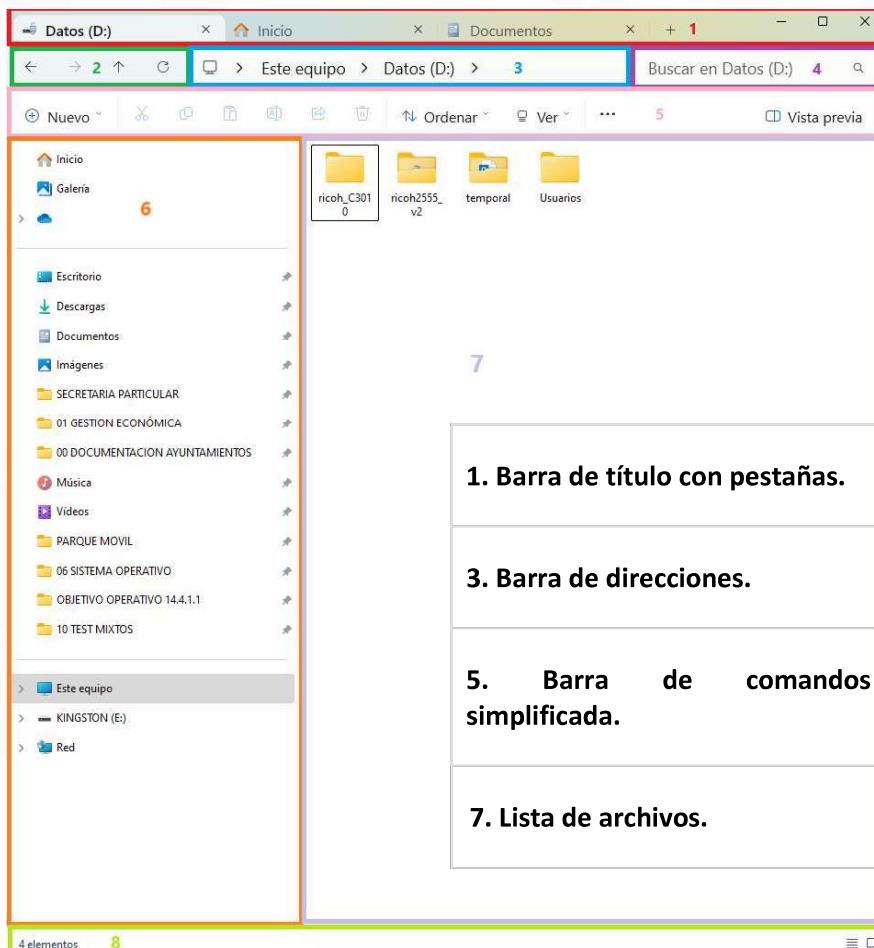 Datos (D:)
Inicio
Documentos
1
2
Este equipo > Datos (D:) >
3
Buscar en Datos (D:)
4
Nuevo
Ordenar
Ver
...
5
Vista previa
Inicio
Galería
6
Escritorio
Descargas
Documentos
Imágenes
SECRETARIA PARTICULAR
01 GESTION ECONÓMICA
00 DOCUMENTACION AYUNTAMIENTOS
Música
Vídeos
PARQUE MOVIL
06 SISTEMA OPERATIVO
OBJETIVO OPERATIVO 14.4.1.1
10 TEST MIXTOS
Este equipo
KINGSTON (E:)
Red
ricoh_C301
0
ricoh2555_
v2
temporal
Usuarios
7
1. Barra de título con pestañas.
3. Barra de direcciones.
5. Barra de comandos
simplificada.
7. Lista de archivos.
4 elementos
8